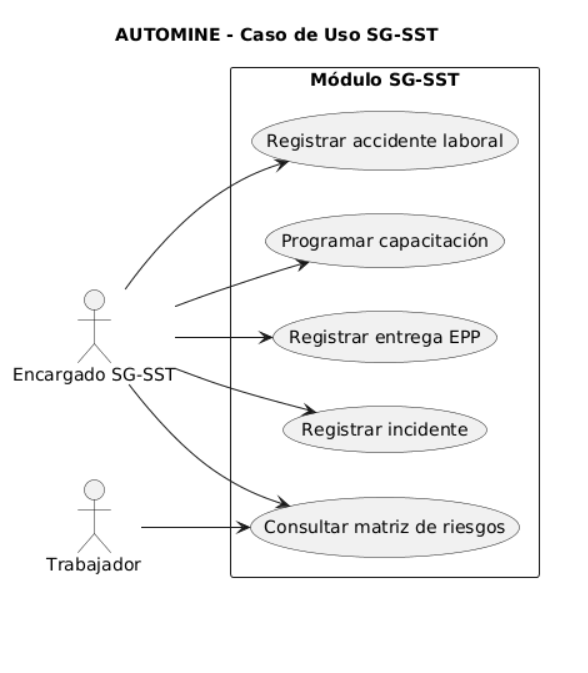 AUTOMINE - Caso de Uso SG-SST
Módulo SG-SST
Registrar accidente laboral
Programar capacitación
Registrar entrega EPP
Encargado SG-SST
Registrar incidente
Consultar matriz de riesgos
Trabajador